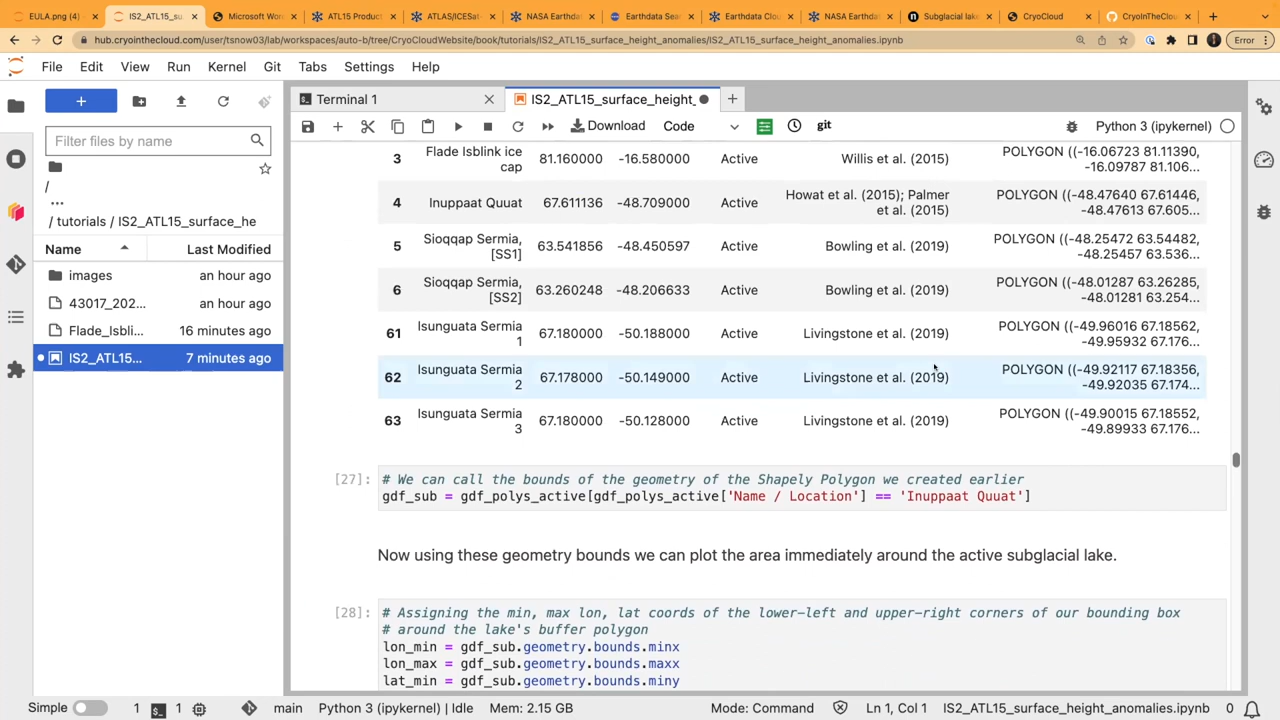 EULA.png (4)
IS2_ATL15_su
Microsoft Wor
ATL15 Produc
ATLAS/ICESat
NASA Earthda
Earthdata Sea
Earthdata Clou
NASA Earthda
Subglacial lake
CryoCloud
CryoInTheClou
hub.cryointhecloud.com/user/tsnow03/lab/workspaces/auto-b/tree/CryoCloudWebsite/book/tutorials/IS2_ATL15_surface_height_anomalies/IS2_ATL15_surface_height_anomalies.ipynb
Error
File Edit View Run Kernel Git Tabs Settings Help
Terminal 1
IS2_ATL15_surface_height_
Download
Code
git
Python 3 (ipykernel)
Filter files by name
/
...
/ tutorials / IS2_ATL15_surface_he
Name Last Modified
images an hour ago
43017_202... an hour ago
Flade_Isbli... 16 minutes ago
IS2_ATL15... 7 minutes ago
3 Flade Isblink ice cap 81.160000 -16.580000 Active Willis et al. (2015) POLYGON ((-16.06723 81.11390, -16.09787 81.106...
4 Inuppaat Quuat 67.611136 -48.709000 Active Howat et al. (2015); Palmer et al. (2015) POLYGON ((-48.47640 67.61446, -48.47613 67.605...
5 Sioqqap Sermia, [SS1] 63.541856 -48.450597 Active Bowling et al. (2019) POLYGON ((-48.25472 63.54482, -48.25457 63.536...
6 Sioqqap Sermia, [SS2] 63.260248 -48.206633 Active Bowling et al. (2019) POLYGON ((-48.01287 63.26285, -48.01281 63.254...
61 Isunguata Sermia 1 67.180000 -50.188000 Active Livingstone et al. (2019) POLYGON ((-49.96016 67.18562, -49.95932 67.176...
62 Isunguata Sermia 2 67.178000 -50.149000 Active Livingstone et al. (2019) POLYGON ((-49.92117 67.18356, -49.92035 67.174...
63 Isunguata Sermia 3 67.180000 -50.128000 Active Livingstone et al. (2019) POLYGON ((-49.90015 67.18552, -49.89933 67.176...
[27]: # We can call the bounds of the geometry of the Shapely Polygon we created earlier
gdf_sub = gdf_polys_active[gdf_polys_active['Name / Location'] == 'Inuppaat Quuat']
Now using these geometry bounds we can plot the area immediately around the active subglacial lake.
[28]: # Assigning the min, max lon, lat coords of the lower-left and upper-right corners of our bounding box
# around the lake's buffer polygon
lon_min = gdf_sub.geometry.bounds.minx
lon_max = gdf_sub.geometry.bounds.maxx
lat_min = gdf_sub.geometry.bounds.miny
Simple 1 1 main Python 3 (ipykernel) | Idle Mem: 2.15 GB Mode: Command Ln 1, Col 1 IS2_ATL15_surface_height_anomalies.ipynb 0